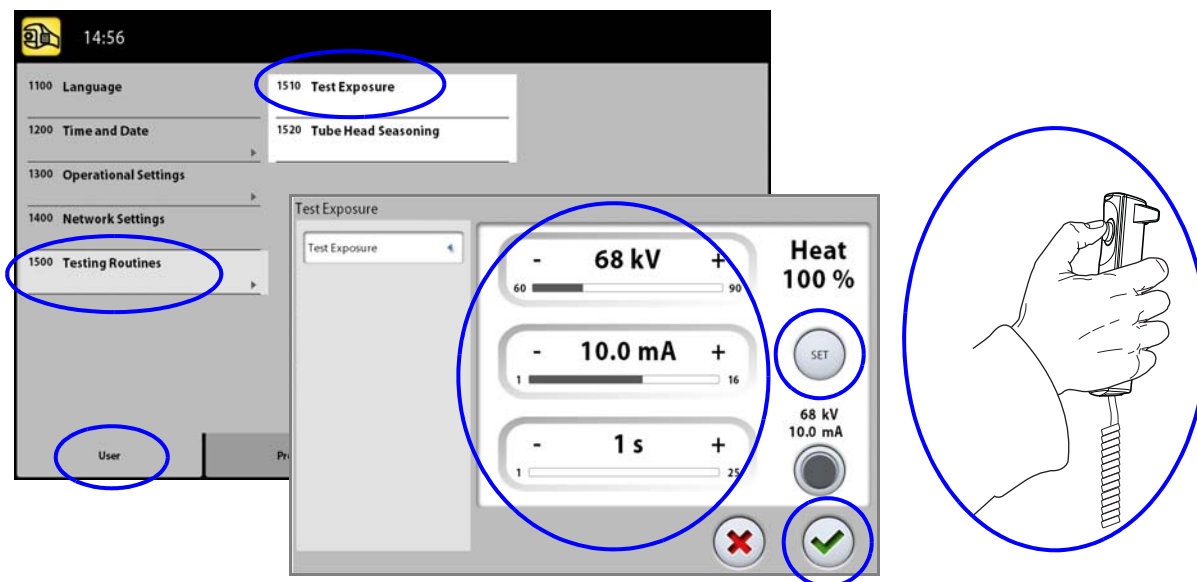 14:56
1100 Language
1200 Time and Date
1300 Operational Settings
1400 Network Settings
1500 Testing Routines
1510 Test Exposure
1520 Tube Head Seasoning
User
Pr
Test Exposure
Test Exposure
- 68 kV +
60 90
- 10.0 mA +
1 16
- 1 s +
1 25
Heat
100 %
SET
68 kV
10.0 mA